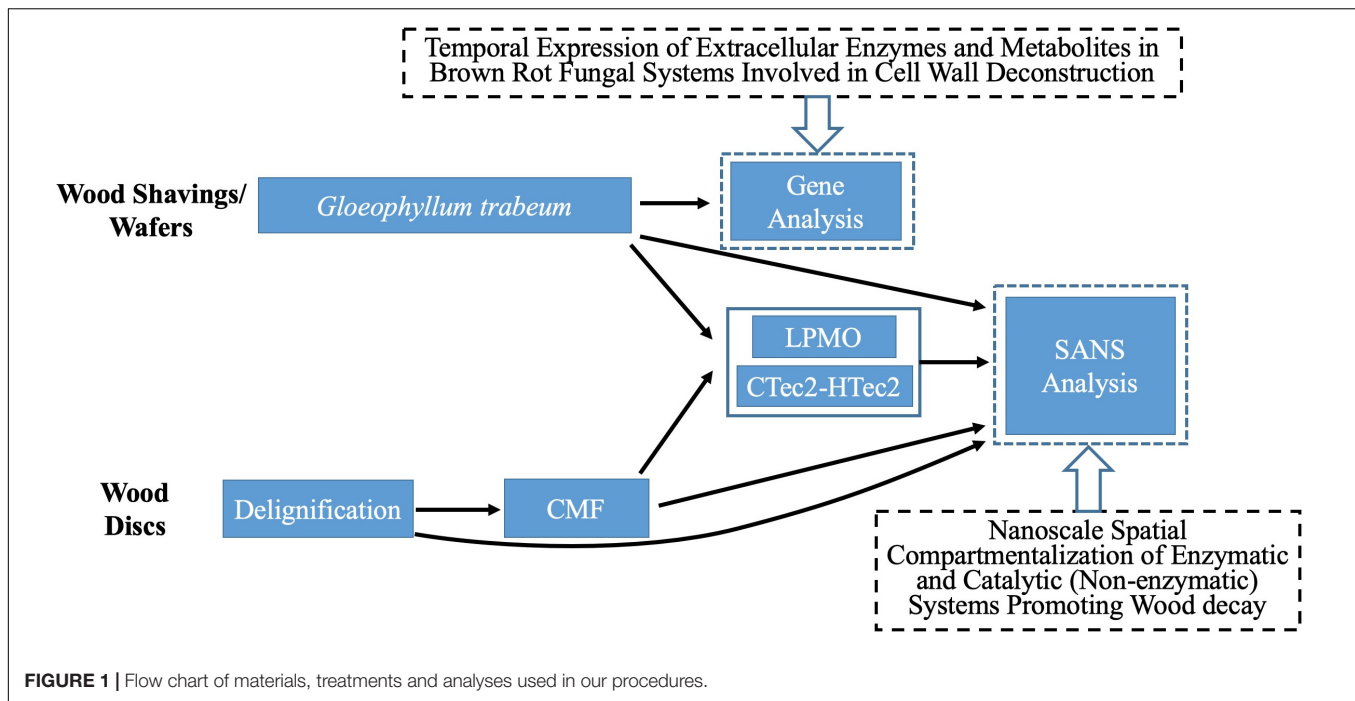 Temporal Expression of Extracellular Enzymes and Metabolites in
Brown Rot Fungal Systems Involved in Cell Wall Deconstruction
Wood Shavings/
Wafers
Gloeophyllum trabeum
Gene
Analysis
LPMO
CTec2-HTec2
SANS
Analysis
Wood
Discs
Delignification
CMF
Nanoscale Spatial
Compartmentalization of Enzymatic
and Catalytic (Non-enzymatic)
Systems Promoting Wood decay
FIGURE 1 | Flow chart of materials, treatments and analyses used in our procedures.